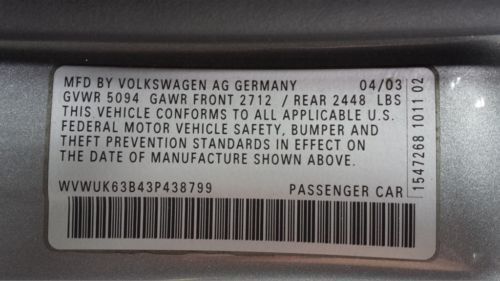 MFD BY VOLKSWAGEN AG GERMANY 04/03
GVWR 5094 GAWR FRONT 2712 / REAR 2448 LBS
THIS VEHICLE CONFORMS TO ALL APPLICABLE U.S.
FEDERAL MOTOR VEHICLE SAFETY, BUMPER AND
THEFT PREVENTION STANDARDS IN EFFECT ON
THE DATE OF MANUFACTURE SHOWN ABOVE.
WVWUK63B43P438799 PASSENGER CAR
1547268 1011 02